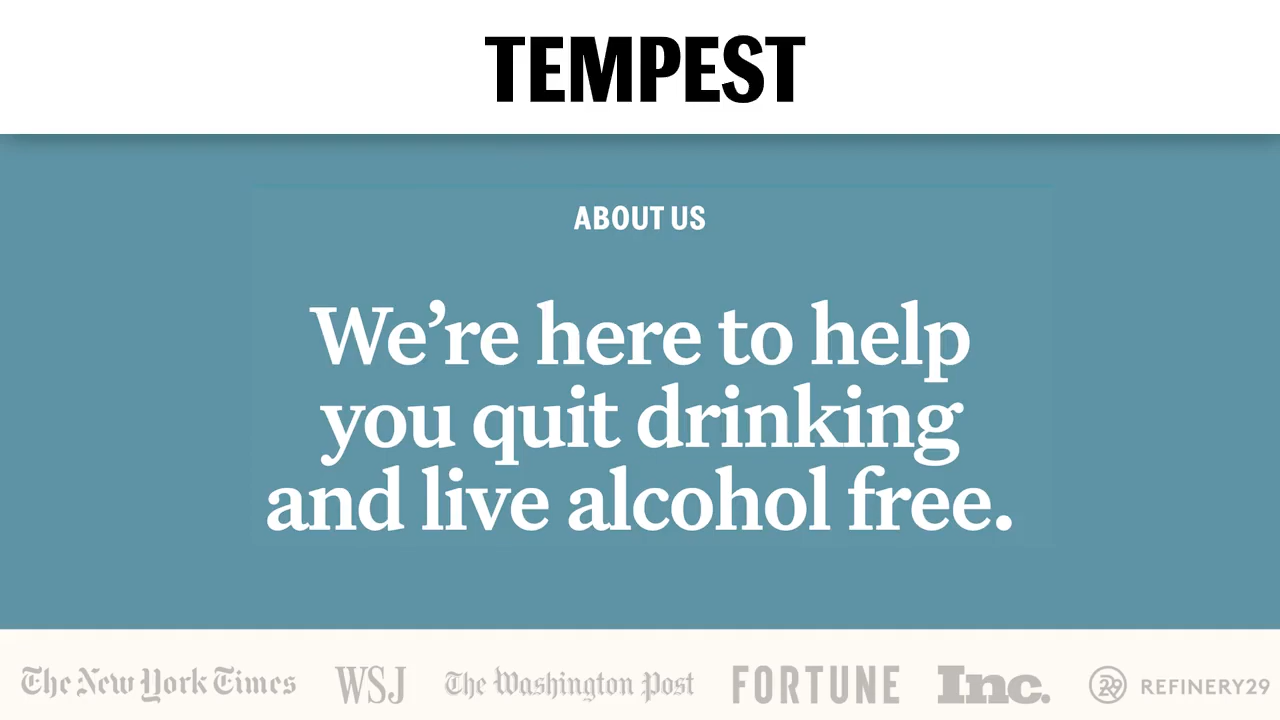 TEMPEST
ABOUT US
We’re here to help
you quit drinking
and live alcohol free.
The New York Times WSJ The Washington Post FORTUNE Inc. 29 REFINERY29